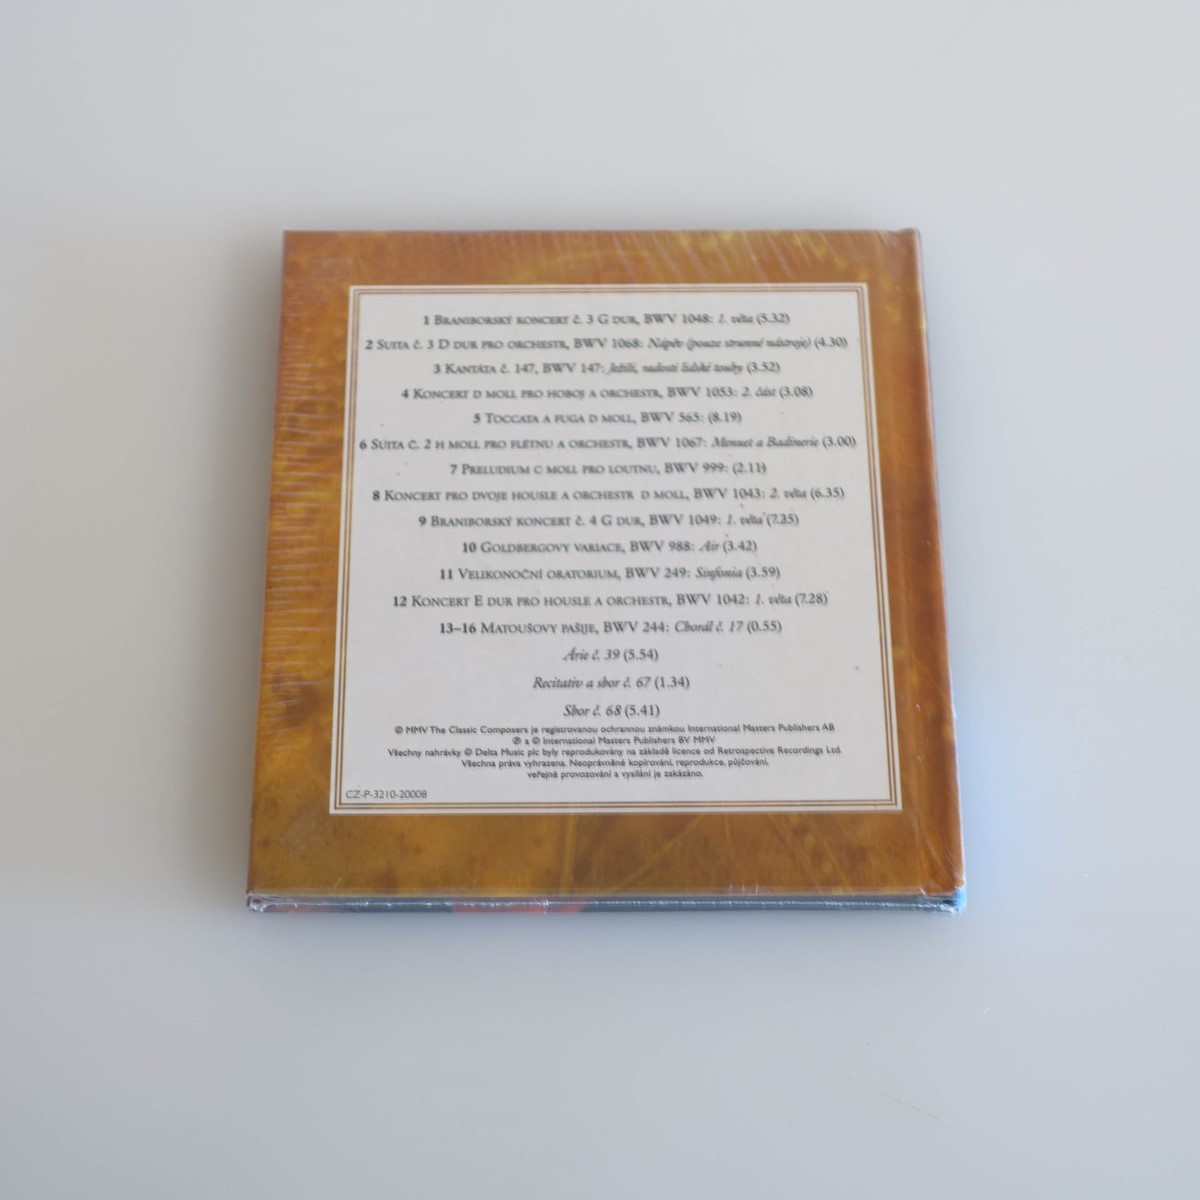 1 Braniborský koncert č. 3 G dur, BWV 1048: 1. věta (5.32)
2 Suita č. 3 D dur pro orchestr, BWV 1068: Nápěv (pouze strunné nástroje) (4.30)
3 Kantáta č. 147, BWV 147: Ježíši, radosti lidské touhy (3.52)
4 Koncert d moll pro hoboj a orchestr, BWV 1053: 2. část (3.08)
5 Toccata a fuga d moll, BWV 565: (8.19)
6 Suita č. 2 h moll pro flétnu a orchestr, BWV 1067: Menuet a Badinerie (3.00)
7 Preludium c moll pro loutnu, BWV 999: (2.11)
8 Koncert pro dvoje housle a orchestr d moll, BWV 1043: 2. věta (6.35)
9 Braniborský koncert č. 4 G dur, BWV 1049: 1. věta (7.25)
10 Goldbergovy variace, BWV 988: Air (3.42)
11 Velikonoční oratorium, BWV 249: Sinfonia (3.59)
12 Koncert E dur pro housle a orchestr, BWV 1042: 1. věta (7.28)
13–16 Matoušovy pašije, BWV 244: Chorál č. 17 (0.55)
Árie č. 39 (5.54)
Recitativ a sbor č. 67 (1.34)
Sbor č. 68 (5.41)
© MMV The Classic Composers je registrovanou ochrannou známkou International Masters Publishers AB
℗ a © International Masters Publishers BV MMV
Všechny nahrávky © Delta Music plc byly reprodukovány na základě licence od Retrospective Recordings Ltd.
Všechna práva vyhrazena. Neoprávněné kopírování, reprodukce, půjčování,
veřejné provozování a vysílání je zakázáno.
CZ-P-3210-20008